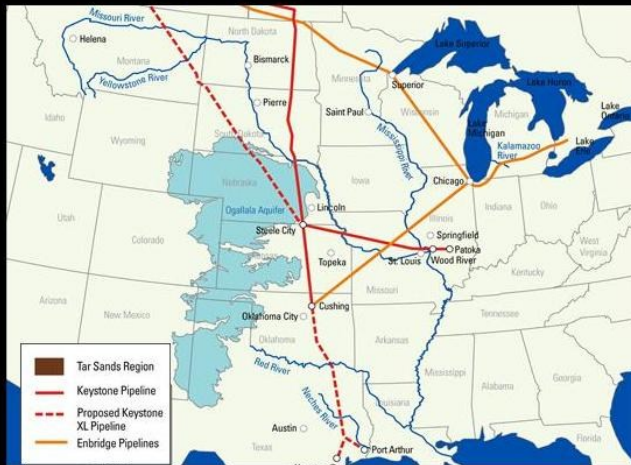 Missouri River
Helena
Montana
Yellowstone River
North Dakota
Bismarck
Pierre
South Dakota
Idaho
Wyoming
Minnesota
Saint Paul
Mississippi River
Superior
Lake Superior
Wisconsin
Lake
Michigan
Michigan
Lake Huron
Lake
Ontario
Kalamazoo
River
Lake
Erie
Nebraska
Ogallala Aquifer
Lincoln
Iowa
Chicago
Steele City
Utah
Colorado
Kansas
Topeka
Illinois
Springfield
Patoka
Wood River
St. Louis
Indiana
Ohio
West
Virginia
Kentucky
Missouri
Cushing
Oklahoma City
Oklahoma
Arizona
New Mexico
Arkansas
Tennessee
Red River
Mississippi
Alabama
Georgia
Neches River
Louisiana
Austin
Texas
Port Arthur
Florida
Tar Sands Region
Keystone Pipeline
Proposed Keystone
XL Pipeline
Enbridge Pipelines